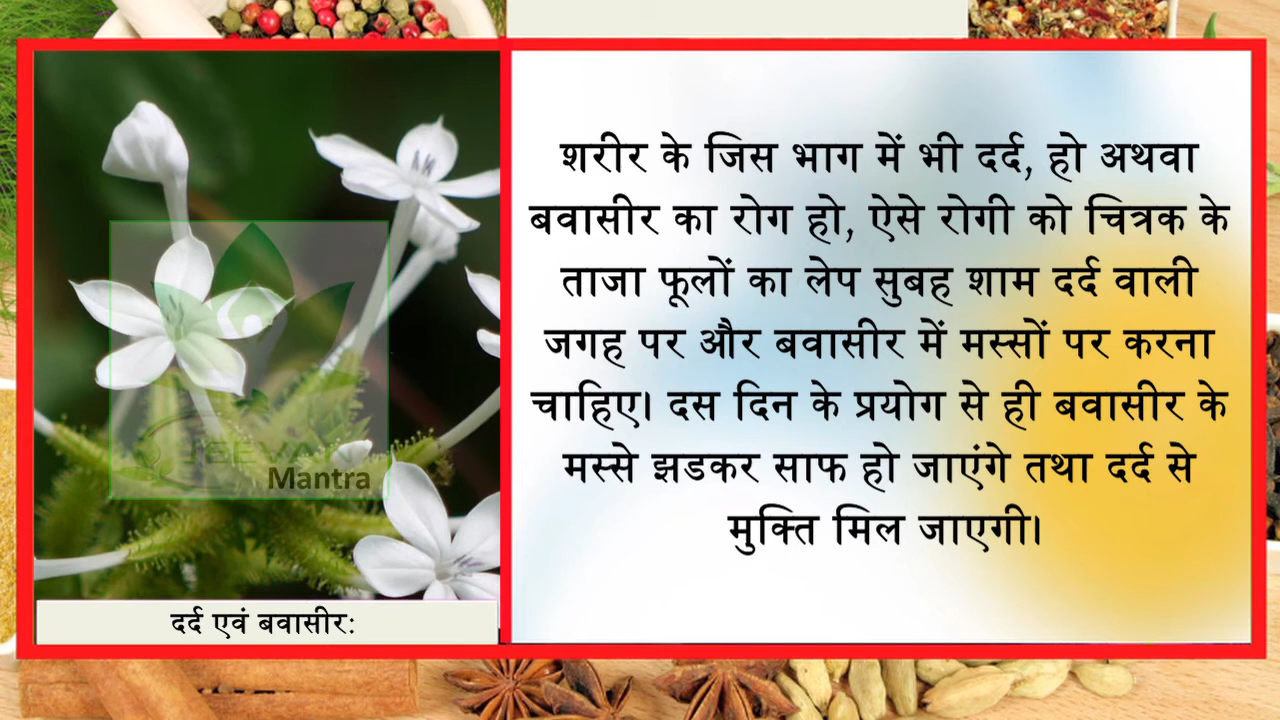 शरीर के जिस भाग में भी दर्द, हो अथवा
बवासीर का रोग हो, ऐसे रोगी को चित्रक के
ताजा फूलों का लेप सुबह शाम दर्द वाली
जगह पर और बवासीर में मस्सों पर करना
चाहिए। दस दिन के प्रयोग से ही बवासीर के
मस्से झडकर साफ हो जाएंगे तथा दर्द से
मुक्ति मिल जाएगी।
JEEVAN
Mantra
दर्द एवं बवासीर: